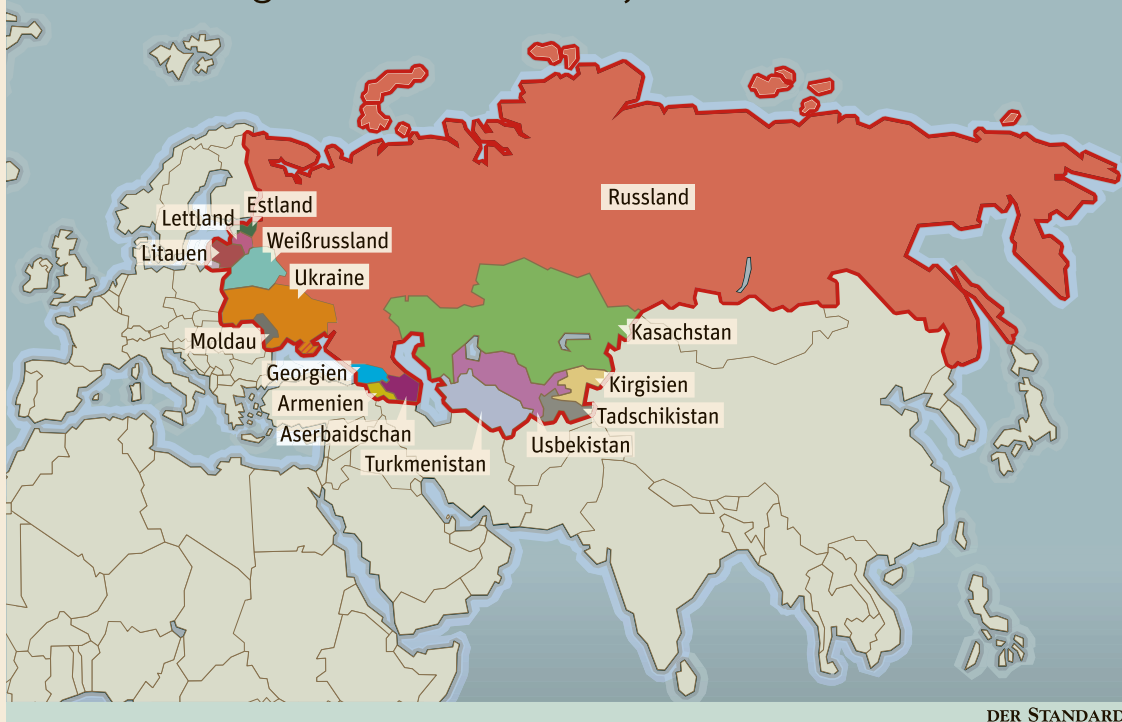 Russland
Estland
Lettland
Weißrussland
Litauen
Ukraine
Kasachstan
Moldau
Georgien
Kirgisien
Armenien
Tadschikistan
Aserbaidschan
Usbekistan
Turkmenistan
DER STANDARD